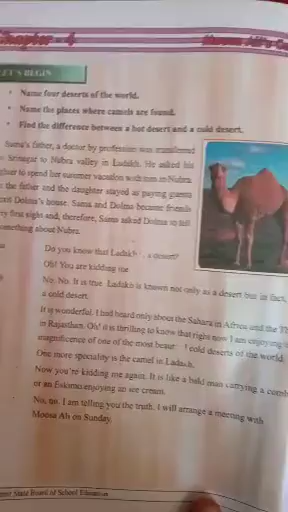 Chapter - 4
LET'S BEGIN
• Name four deserts of the world.
• Name the places where camels are found.
• Find the difference between a hot desert and a cold desert.
Sama's father, a doctor by profession was transferred
Srinagar to Nubra valley in Ladakh. He asked his
to spend her summer vacation with him in Nubra.
the father and the daughter stayed as paying guests
Dolma's house. Sama and Dolma became friends
first sight and, therefore, Sama asked Dolma to tell
something about Nubra.
Do you know that Ladakh a desert?
Oh! You are kidding me
No. No. It is true. Ladakh is known not only as a desert but in fact,
a cold desert.
It is wonderful. I had heard only about the Sahara in Africa and the
in Rajasthan. Oh! it is thrilling to know that right now I am enjoying
magnificence of one of the most cold deserts of the world.
One more speciality is the camel in Ladakh.
Now you're kidding me again. It is like a bald man carrying a comb
or an Eskimo enjoying an ice cream.
No, no. I am telling you the truth. I will arrange a meeting with
Moosa Ali on Sunday.
State Board of School Education